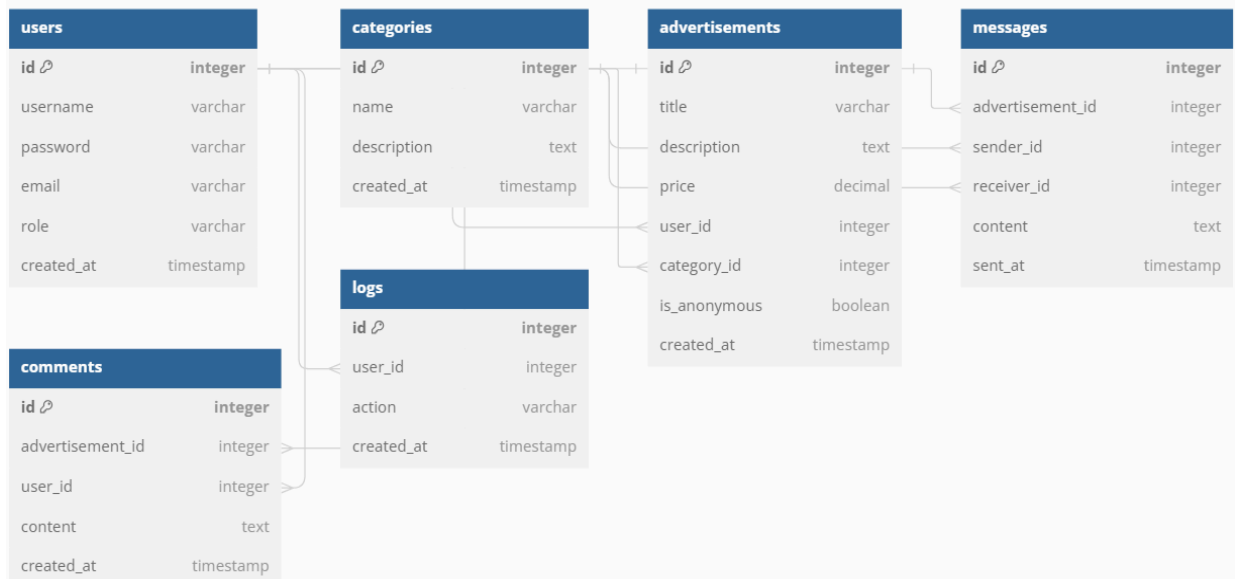 users
id integer
username varchar
password varchar
email varchar
role varchar
created_at timestamp
categories
id integer
name varchar
description text
created_at timestamp
advertisements
id integer
title varchar
description text
price decimal
user_id integer
category_id integer
is_anonymous boolean
created_at timestamp
messages
id integer
advertisement_id integer
sender_id integer
receiver_id integer
content text
sent_at timestamp
logs
id integer
user_id integer
action varchar
created_at timestamp
comments
id integer
advertisement_id integer
user_id integer
content text
created_at timestamp